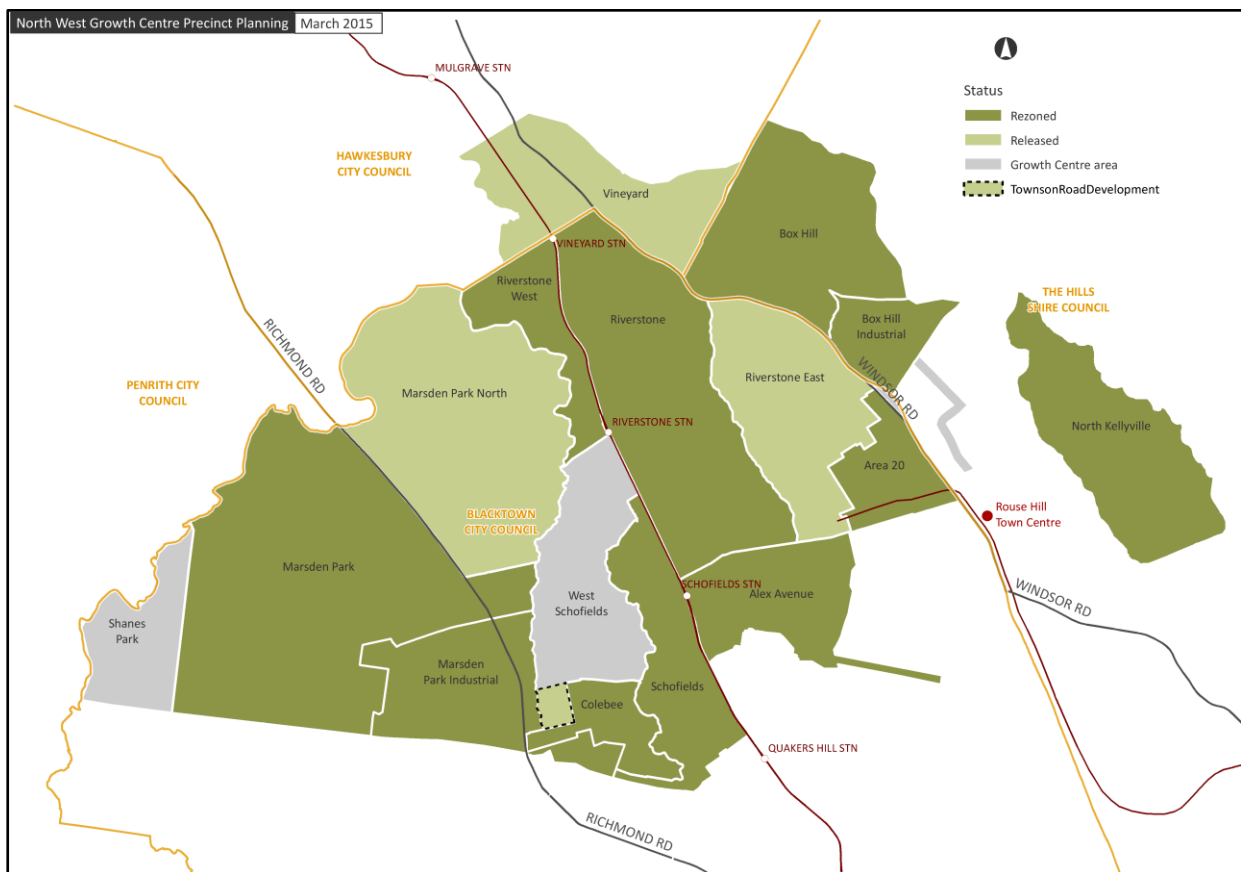 North West Growth Centre Precinct Planning
March 2015
MULGRAVE STN
Status
Rezoned
Released
Growth Centre area
TownsonRoadDevelopment
HAWKESBURY
CITY COUNCIL
Vineyard
Box Hill
VINEYARD STN
Riverstone
West
Riverstone
THE HILLS
SHIRE COUNCIL
Box Hill
Industrial
RICHMOND RD
WINDSOR RD
PENRITH CITY
COUNCIL
Marsden Park North
Riverstone East
RIVERSTONE STN
North Kellyville
Area 20
BLACKTOWN
CITY COUNCIL
Rouse Hill
Town Centre
Marsden Park
SCHOFIELDS STN
Alex Avenue
West
Schofields
WINDSOR RD
Shanes
Park
Marsden
Park Industrial
Schofields
Colebee
QUAKERS HILL STN
RICHMOND RD